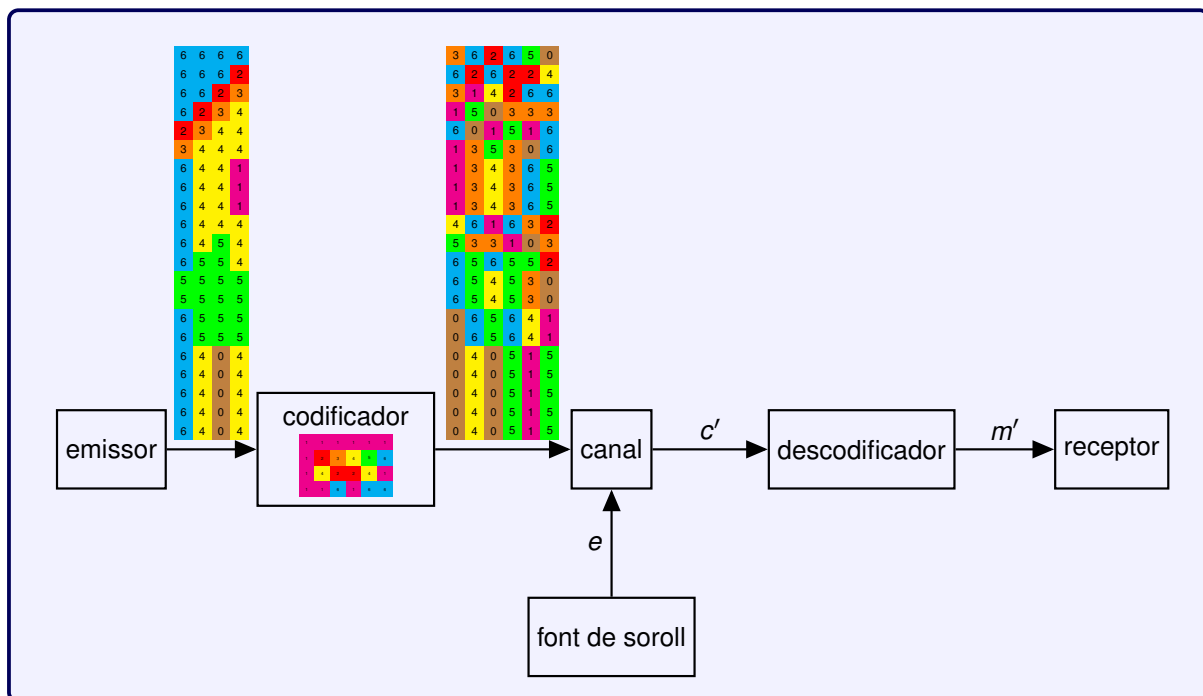 6 6 6 6
6 6 6 2
6 6 2 3
6 2 3 4
2 3 4 4
3 4 4 4
6 4 4 1
6 4 4 1
6 4 4 1
6 4 4 4
6 4 5 4
6 5 5 4
5 5 5 5
5 5 5 5
6 5 5 5
6 5 5 5
6 4 0 4
6 4 0 4
6 4 0 4
6 4 0 4
6 4 0 4
3 6 2 6 5 0
6 2 6 2 2 4
3 1 4 2 6 6
1 5 0 3 3 3
6 0 1 5 1 6
1 3 5 3 0 6
1 3 4 3 6 5
1 3 4 3 6 5
1 3 4 3 6 5
4 6 1 6 3 2
5 3 3 1 0 3
6 5 6 5 5 2
6 5 4 5 3 0
6 5 4 5 3 0
0 6 5 6 4 1
0 6 5 6 4 1
0 4 0 5 1 5
0 4 0 5 1 5
0 4 0 5 1 5
0 4 0 5 1 5
0 4 0 5 1 5
emissor
codificador
canal
c′
descodificador
m′
receptor
e
font de soroll